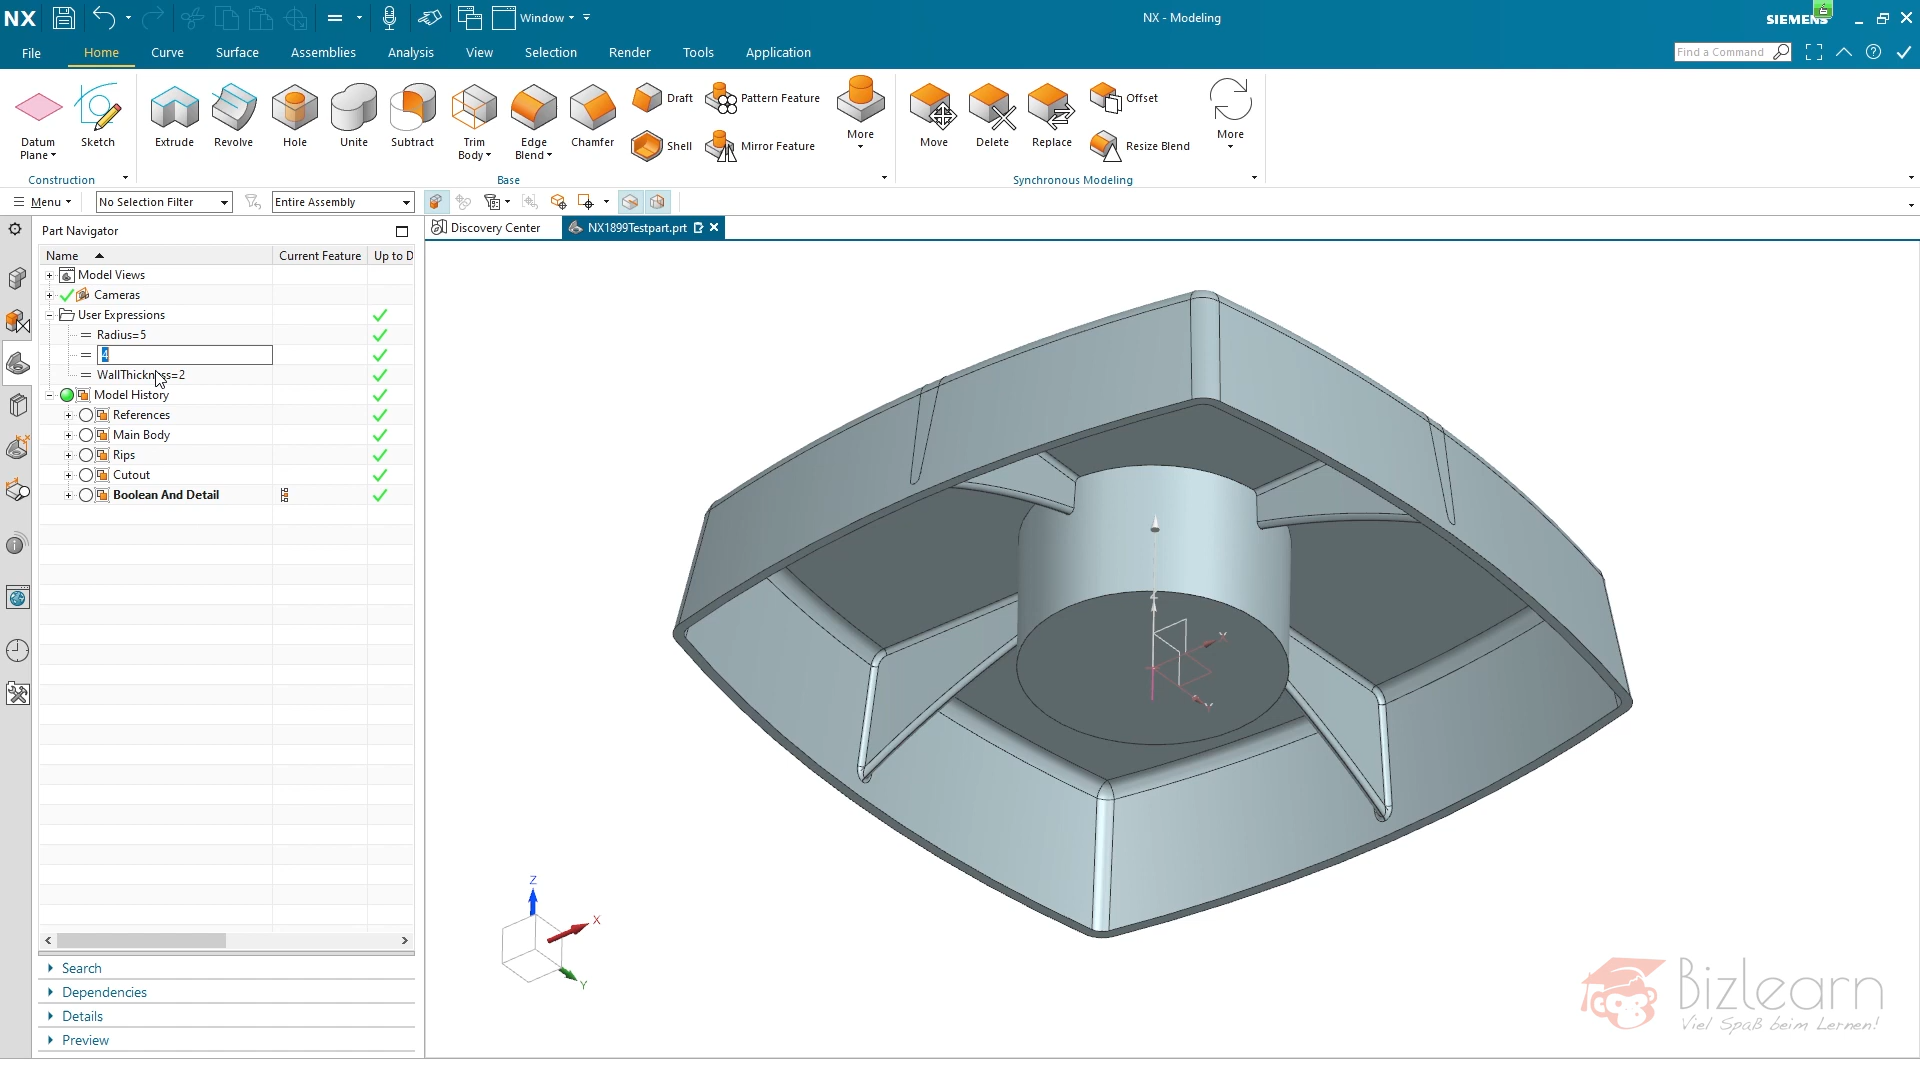 NX
Window
NX - Modeling
SIEMENS
File
Home
Curve
Surface
Assemblies
Analysis
View
Selection
Render
Tools
Application
Find a Command
Datum
Plane
Sketch
Extrude
Revolve
Hole
Unite
Subtract
Trim
Body
Edge
Blend
Chamfer
Draft
Shell
Pattern Feature
Mirror Feature
More
Move
Delete
Replace
Offset
Resize Blend
More
Construction
Base
Synchronous Modeling
Menu
No Selection Filter
Entire Assembly
Part Navigator
Discovery Center
NX1899Testpart.prt
Name
Current Feature
Up to D
Model Views
Cameras
User Expressions
Radius=5
4
WallThickness=2
Model History
References
Main Body
Rips
Cutout
Boolean And Detail
Search
Dependencies
Details
Preview
Z
X
Y
Z
X
Y
Bizlearn
Viel Spaß beim Lernen!